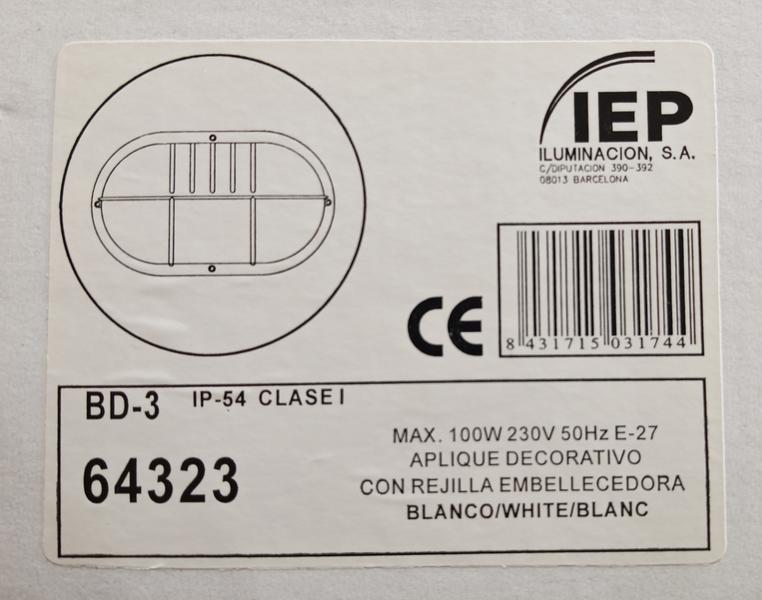 IEP
ILUMINACION, S.A.
C/DIPUTACION 390-392
08013 BARCELONA
CE
8 431715 031744
BD-3 IP-54 CLASE I
64323
MAX. 100W 230V 50Hz E-27
APLIQUE DECORATIVO
CON REJILLA EMBELLECEDORA
BLANCO/WHITE/BLANC